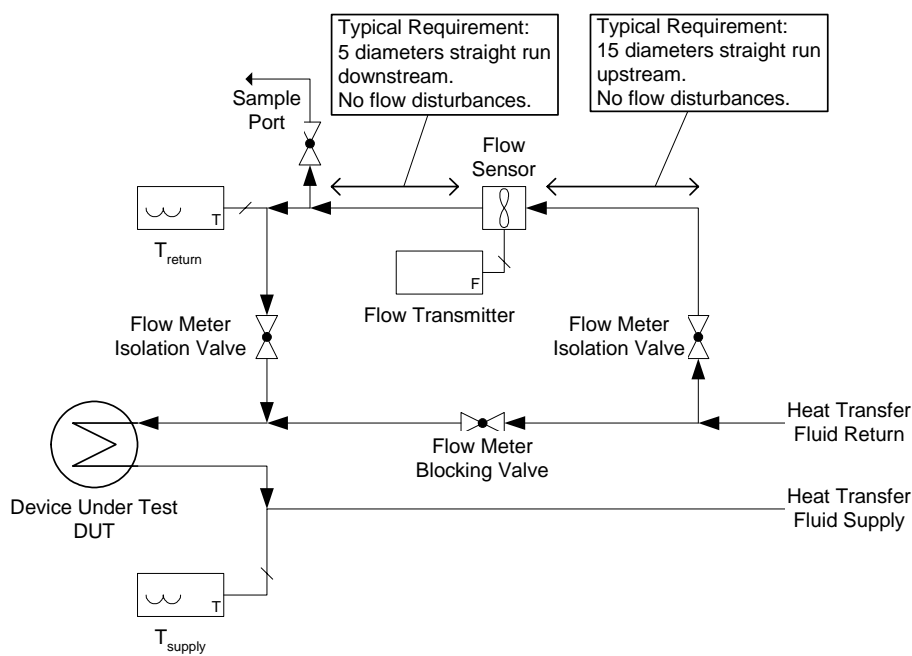 Typical Requirement:
5 diameters straight run
downstream.
No flow disturbances.
Typical Requirement:
15 diameters straight run
upstream.
No flow disturbances.
Sample
Port
Flow
Sensor
T
T return
F
Flow Transmitter
Flow Meter
Isolation Valve
Flow Meter
Isolation Valve
Heat Transfer
Fluid Return
Flow Meter
Blocking Valve
Device Under Test
DUT
Heat Transfer
Fluid Supply
T
T supply